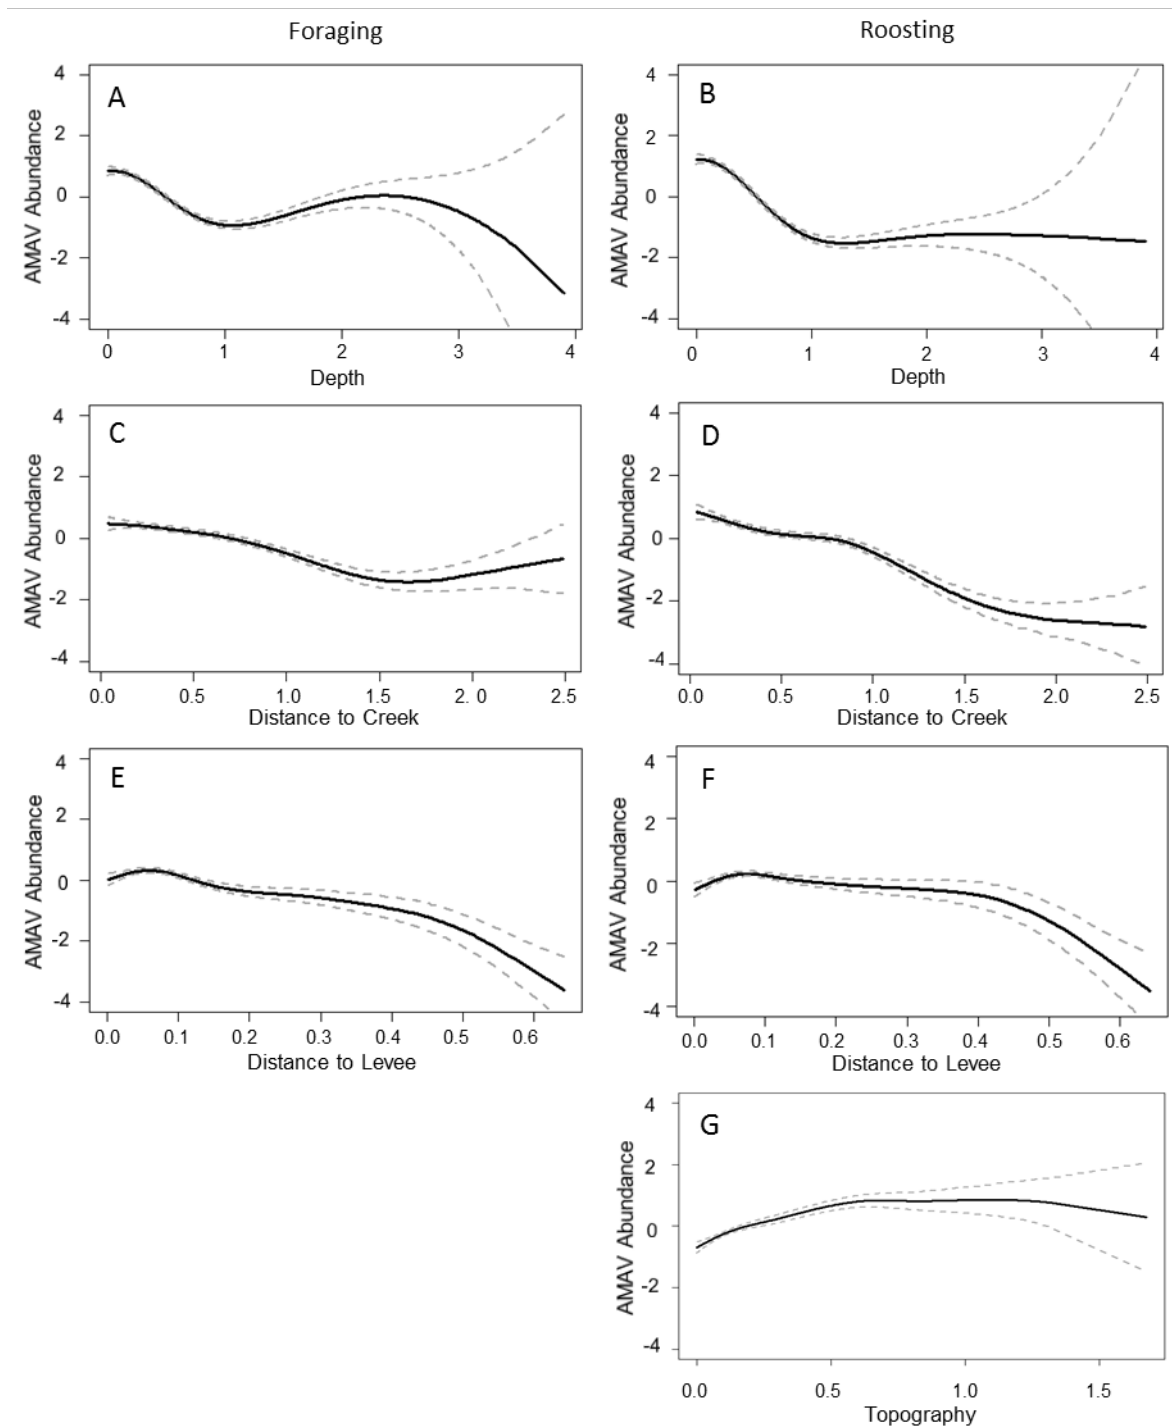 Foraging
Roosting
A
AMAV Abundance
4
2
0
-2
-4
0 1 2 3 4
Depth
B
AMAV Abundance
4
2
0
-2
-4
0 1 2 3 4
Depth
C
AMAV Abundance
4
2
0
-2
-4
0.0 0.5 1.0 1.5 2. 0 2.5
Distance to Creek
D
AMAV Abundance
4
2
0
-2
-4
0.0 0.5 1.0 1.5 2.0 2.5
Distance to Creek
E
AMAV Abundance
4
2
0
-2
-4
0.0 0.1 0.2 0.3 0.4 0.5 0.6
Distance to Levee
F
AMAV Abundance
4
2
0
-2
-4
0.0 0.1 0.2 0.3 0.4 0.5 0.6
Distance to Levee
G
AMAV Abundance
4
2
0
-2
-4
0.0 0.5 1.0 1.5
Topography